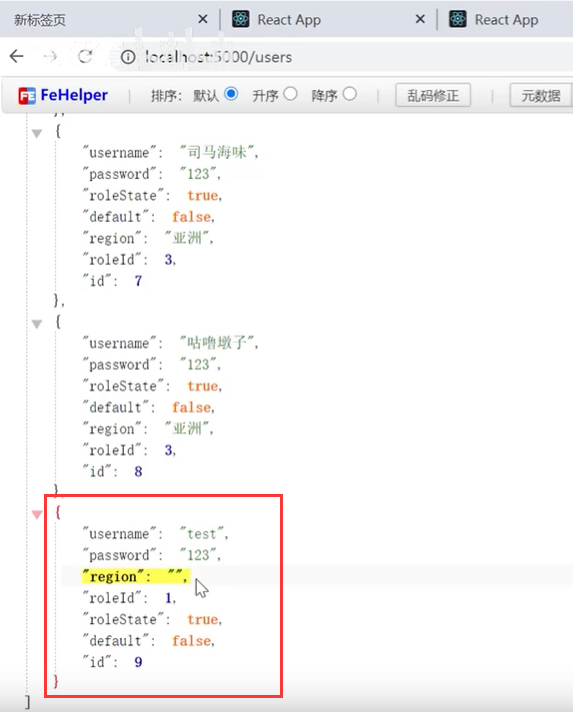 新标签页
React App
React App
localhost:5000/users
FeHelper
排序: 默认 升序 降序
乱码修正
元数据
},
{
"username": "司马海味",
"password": "123",
"roleState": true,
"default": false,
"region": "亚洲",
"roleId": 3,
"id": 7
},
{
"username": "咕噜墩子",
"password": "123",
"roleState": true,
"default": false,
"region": "亚洲",
"roleId": 3,
"id": 8
},
{
"username": "test",
"password": "123",
"region": "",
"roleId": 1,
"roleState": true,
"default": false,
"id": 9
}
]